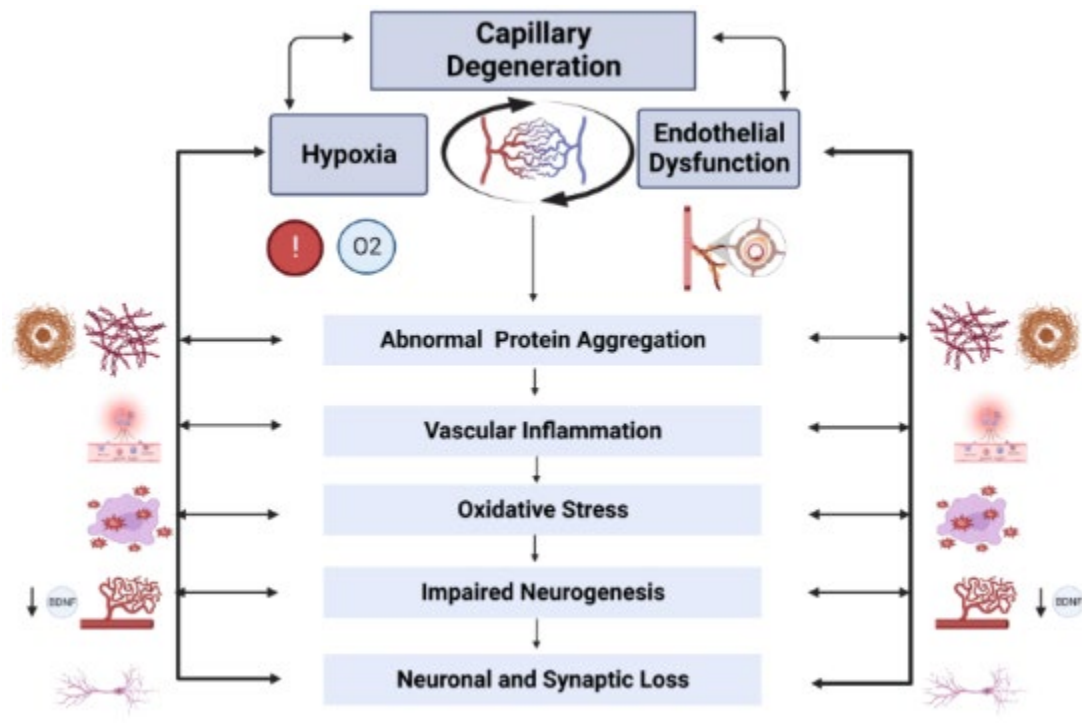 Capillary
Degeneration
Hypoxia
Endothelial
Dysfunction
!
O2
Abnormal Protein Aggregation
Vascular Inflammation
Oxidative Stress
Impaired Neurogenesis
BDNF
BDNF
Neuronal and Synaptic Loss